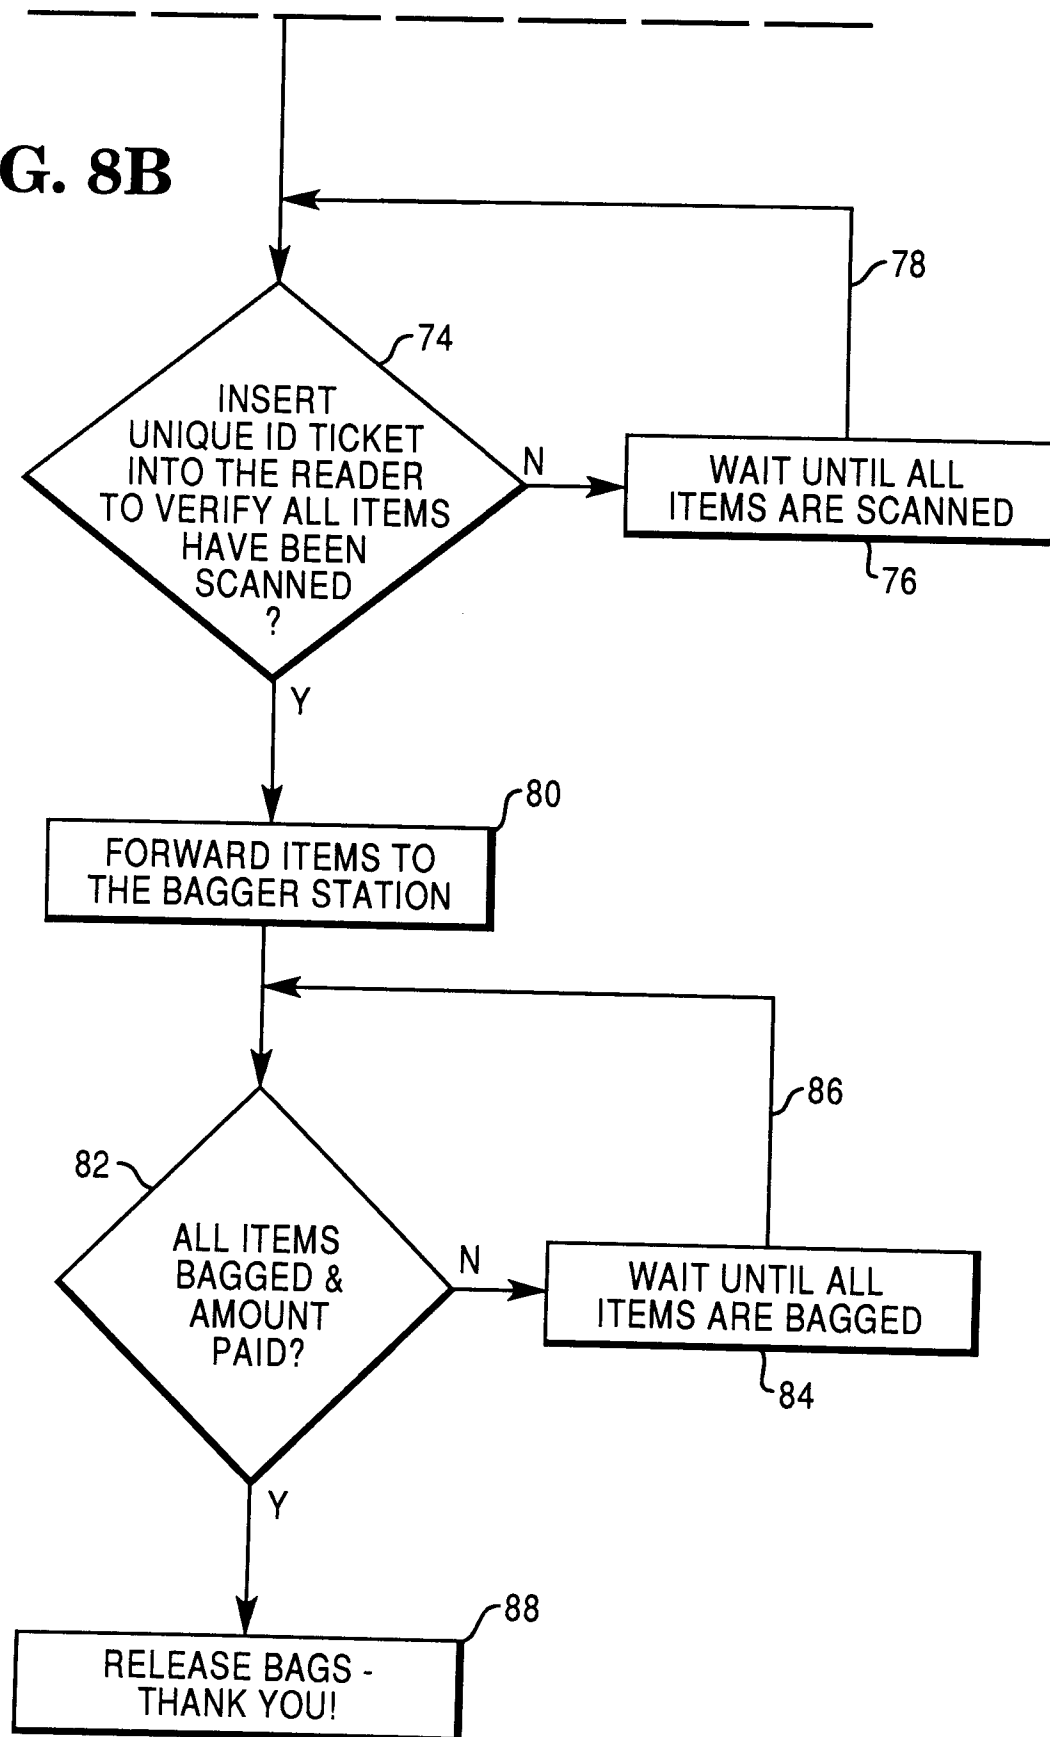 G. 8B
78
74
INSERT
UNIQUE ID TICKET
INTO THE READER
TO VERIFY ALL ITEMS
HAVE BEEN
SCANNED
?
N
WAIT UNTIL ALL
ITEMS ARE SCANNED
76
Y
80
FORWARD ITEMS TO
THE BAGGER STATION
86
82
ALL ITEMS
BAGGED &
AMOUNT
PAID?
N
WAIT UNTIL ALL
ITEMS ARE BAGGED
84
Y
88
RELEASE BAGS -
THANK YOU!